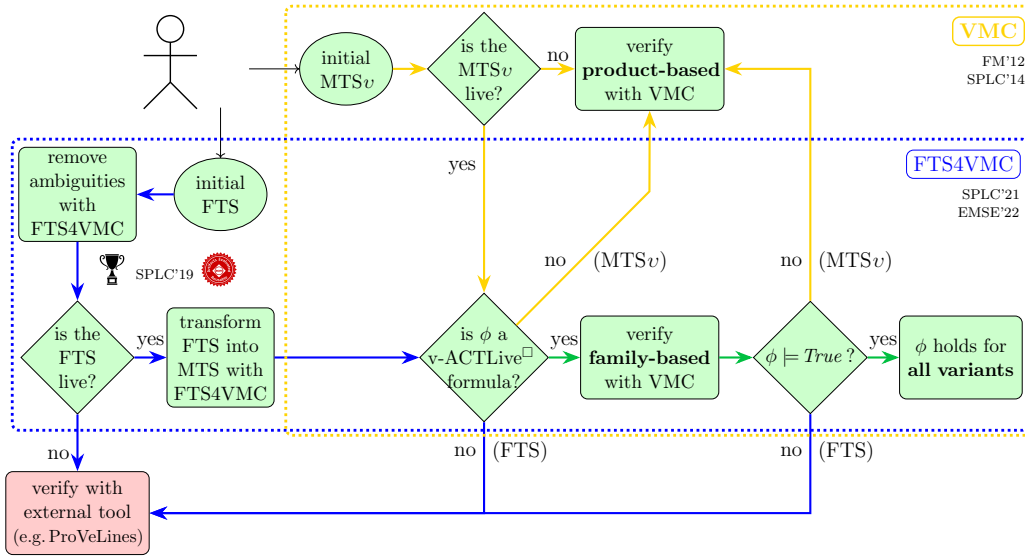 VMC
FM'12
SPLC'14
initial
MTSυ
is the
MTSυ
live?
no
verify
product-based
with VMC
yes
FTS4VMC
SPLC'21
EMSE'22
remove
ambiguities
with
FTS4VMC
initial
FTS
SPLC'19
no (MTSυ)
no (MTSυ)
is the
FTS
live?
yes
transform
FTS into
MTS with
FTS4VMC
is ϕ a
v-ACTLive□
formula?
yes
verify
family-based
with VMC
ϕ |= True ?
yes
ϕ holds for
all variants
no
no (FTS)
no (FTS)
verify with
external tool
(e.g. ProVeLines)